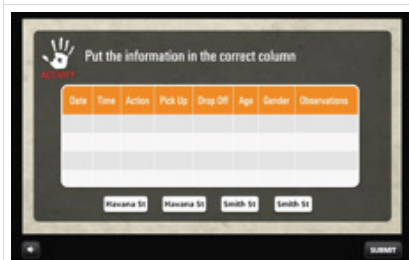 Put the information in the correct column
ACTIVITY
Date Time Action Pick Up Drop Off Age Gender Observations
Havana St Havana St Smith St Smith St
SUBMIT